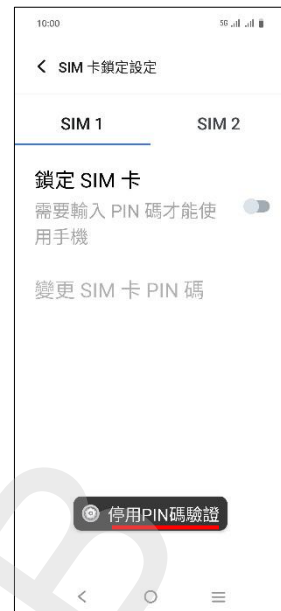 10:00
5G
SIM 卡鎖定設定
SIM 1
SIM 2
鎖定 SIM 卡
需要輸入 PIN 碼才能使
用手機
變更 SIM 卡 PIN 碼
停用PIN碼驗證